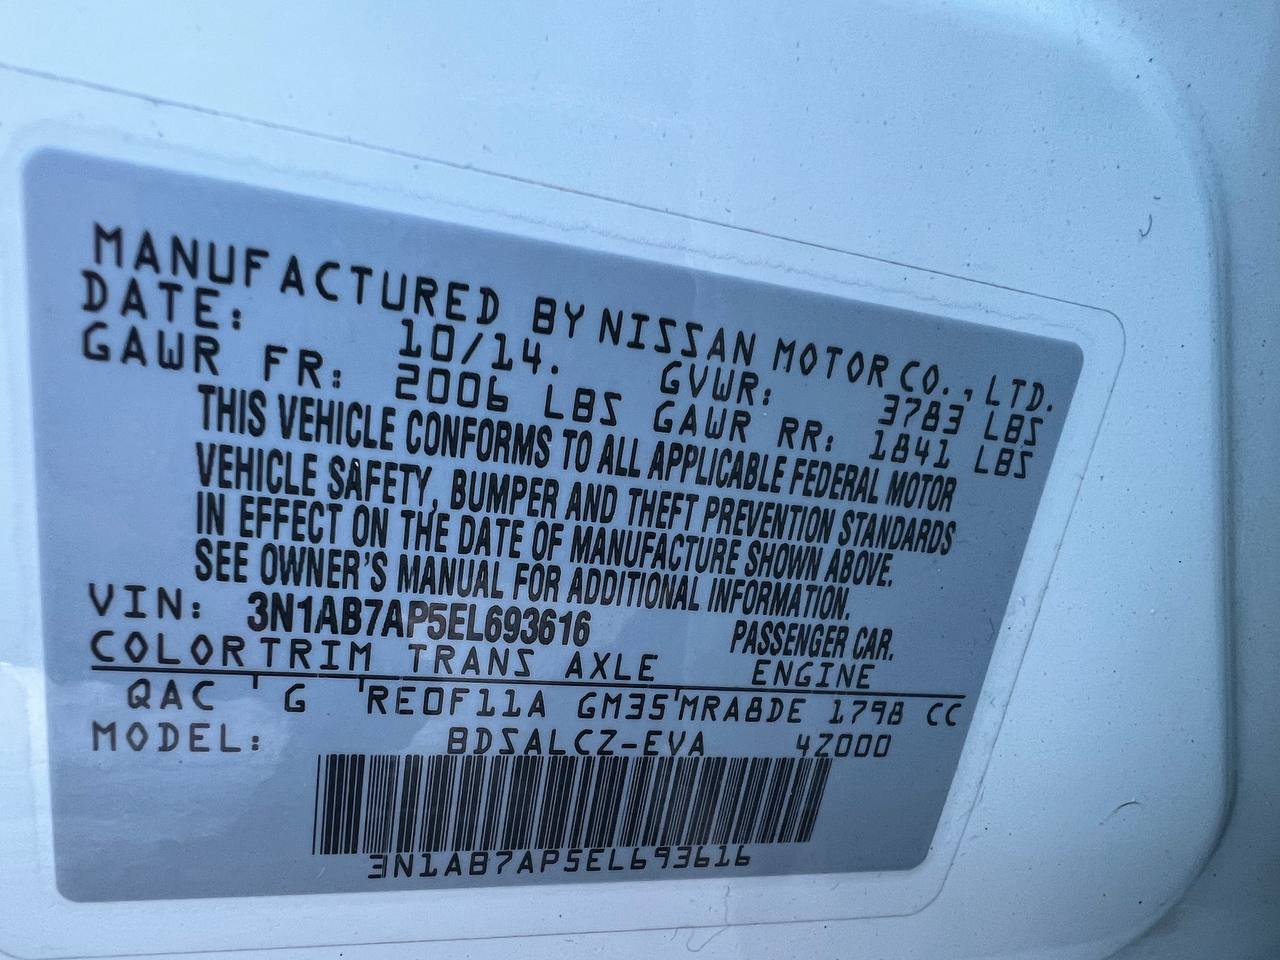 MANUFACTURED BY NISSAN MOTOR CO., LTD.
DATE: 10/14. GVWR: 3783 LBS
GAWR FR: 2006 LBS GAWR RR: 1841 LBS
THIS VEHICLE CONFORMS TO ALL APPLICABLE FEDERAL MOTOR
VEHICLE SAFETY, BUMPER AND THEFT PREVENTION STANDARDS
IN EFFECT ON THE DATE OF MANUFACTURE SHOWN ABOVE.
SEE OWNER'S MANUAL FOR ADDITIONAL INFORMATION.
VIN: 3N1AB7AP5EL693616 PASSENGER CAR.
COLOR TRIM TRANS AXLE ENGINE
QAC G RE0F11A GM35 MRA8DE 1798 CC
MODEL: BDSALCZ-EVA 4Z000
3N1AB7AP5EL693616